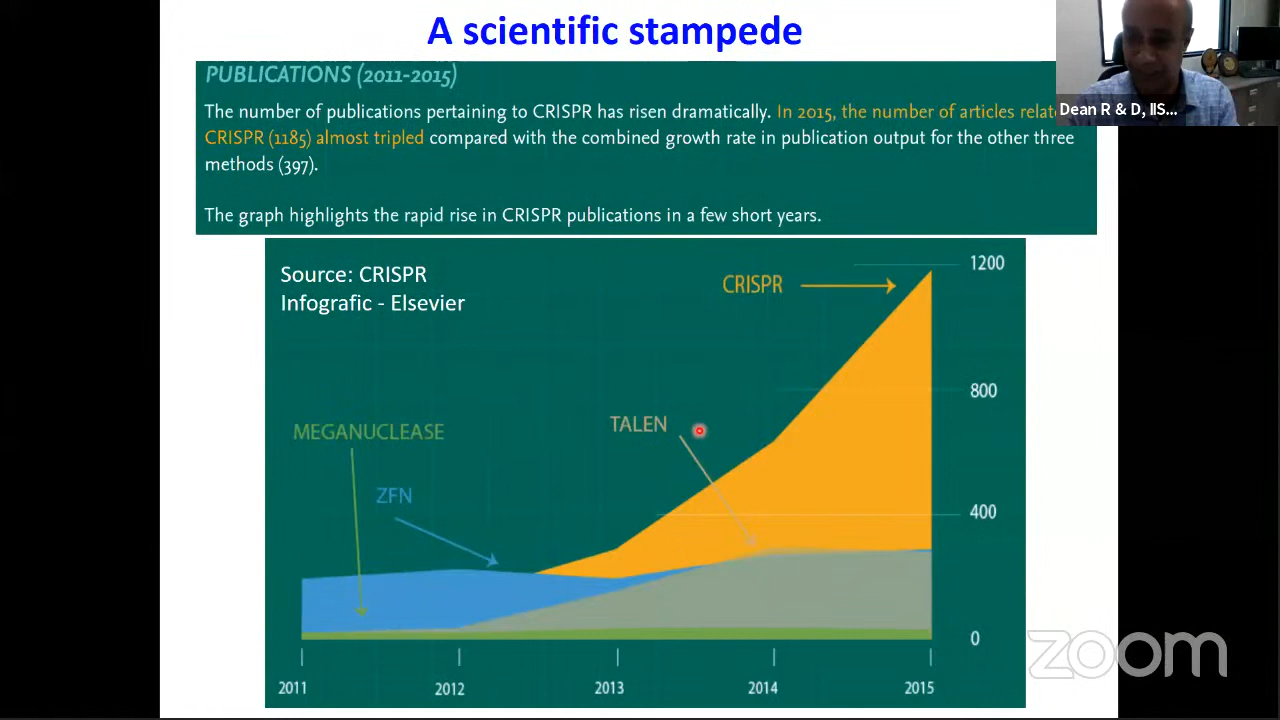 A scientific stampede
PUBLICATIONS (2011-2015)
The number of publications pertaining to CRISPR has risen dramatically. In 2015, the number of articles
CRISPR (1185) almost tripled compared with the combined growth rate in publication output for the other three
methods (397).
The graph highlights the rapid rise in CRISPR publications in a few short years.
Dean R & D, IIS...
Source: CRISPR
Infografic - Elsevier
CRISPR
1200
800
TALEN
MEGANUCLEASE
ZFN
400
0
zoom
2011
2012
2013
2014
2015